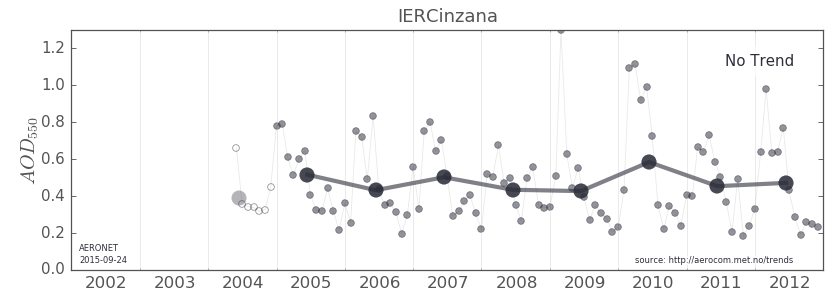 IERCinzana
No Trend
AOD550
1.2
1.0
0.8
0.6
0.4
0.2
0.0
AERONET
2015-09-24
source: http://aerocom.met.no/trends
2002 2003 2004 2005 2006 2007 2008 2009 2010 2011 2012